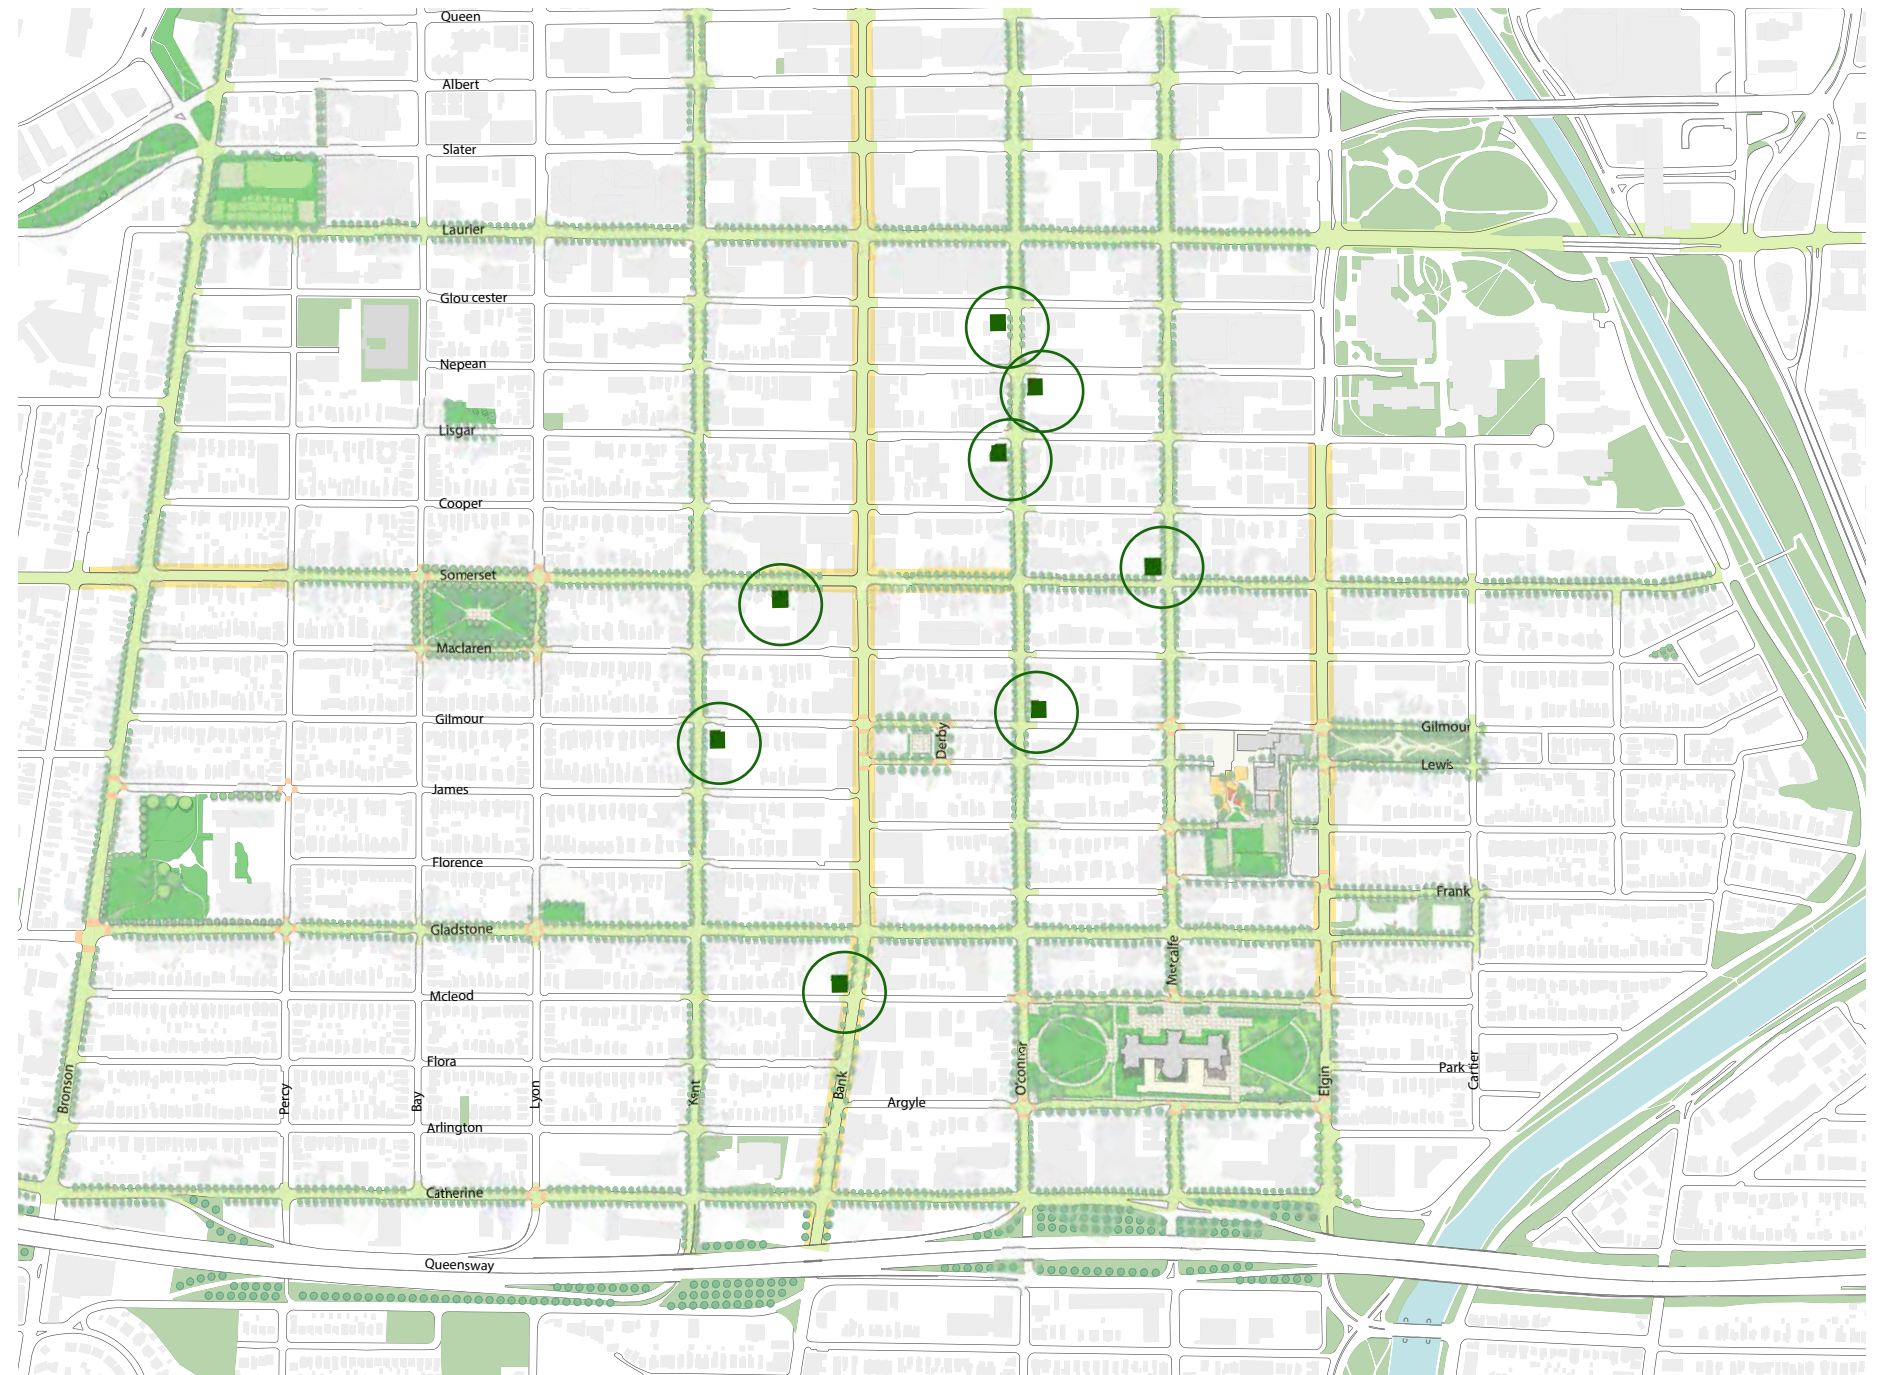 Queen
Albert
Slater
Laurier
Glou cester
Nepean
Lisgar
Cooper
Somerset
Maclaren
Gilmour
Gilmour
Derby
Lewis
James
Florence
Frank
Gladstone
Metcalfe
Mcleod
Flora
Park
Cartier
Bronson
Percy
Bay
Lyon
Kent
Bank
O'connor
Elgin
Argyle
Arlington
Catherine
Queensway